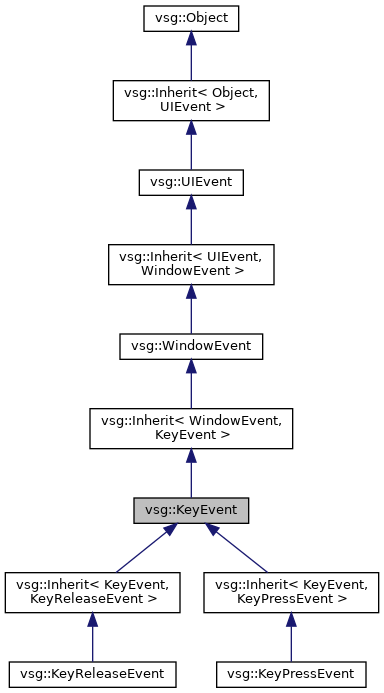 vsg::Object
vsg::Inherit< Object,
UIEvent >
vsg::UIEvent
vsg::Inherit< UIEvent,
WindowEvent >
vsg::WindowEvent
vsg::Inherit< WindowEvent,
KeyEvent >
vsg::KeyEvent
vsg::Inherit< KeyEvent,
KeyReleaseEvent >
vsg::Inherit< KeyEvent,
KeyPressEvent >
vsg::KeyReleaseEvent
vsg::KeyPressEvent